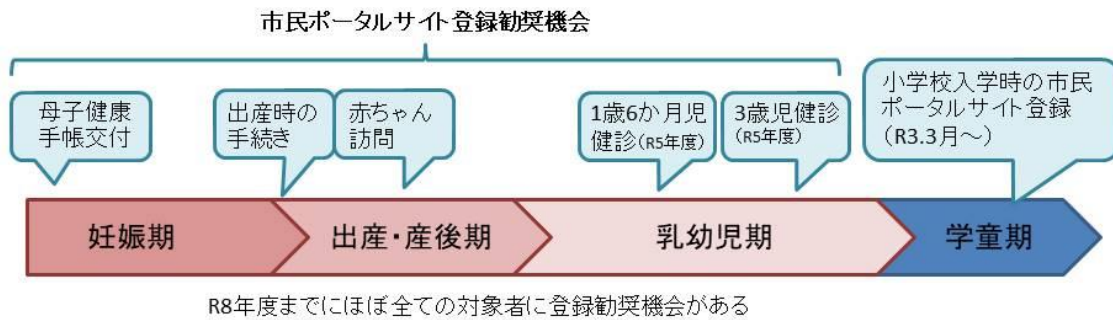 市民ポータルサイト登録勧奨機会
母子健康
手帳交付
出産時の
手続き
赤ちゃん
訪問
1歳6か月児
健診(R5年度)
3歳児健診
(R5年度)
小学校入学時の市民
ポータルサイト登録
(R3.3月～)
妊娠期
出産・産後期
乳幼児期
学童期
R8年度までにほぼ全ての対象者に登録勧奨機会がある